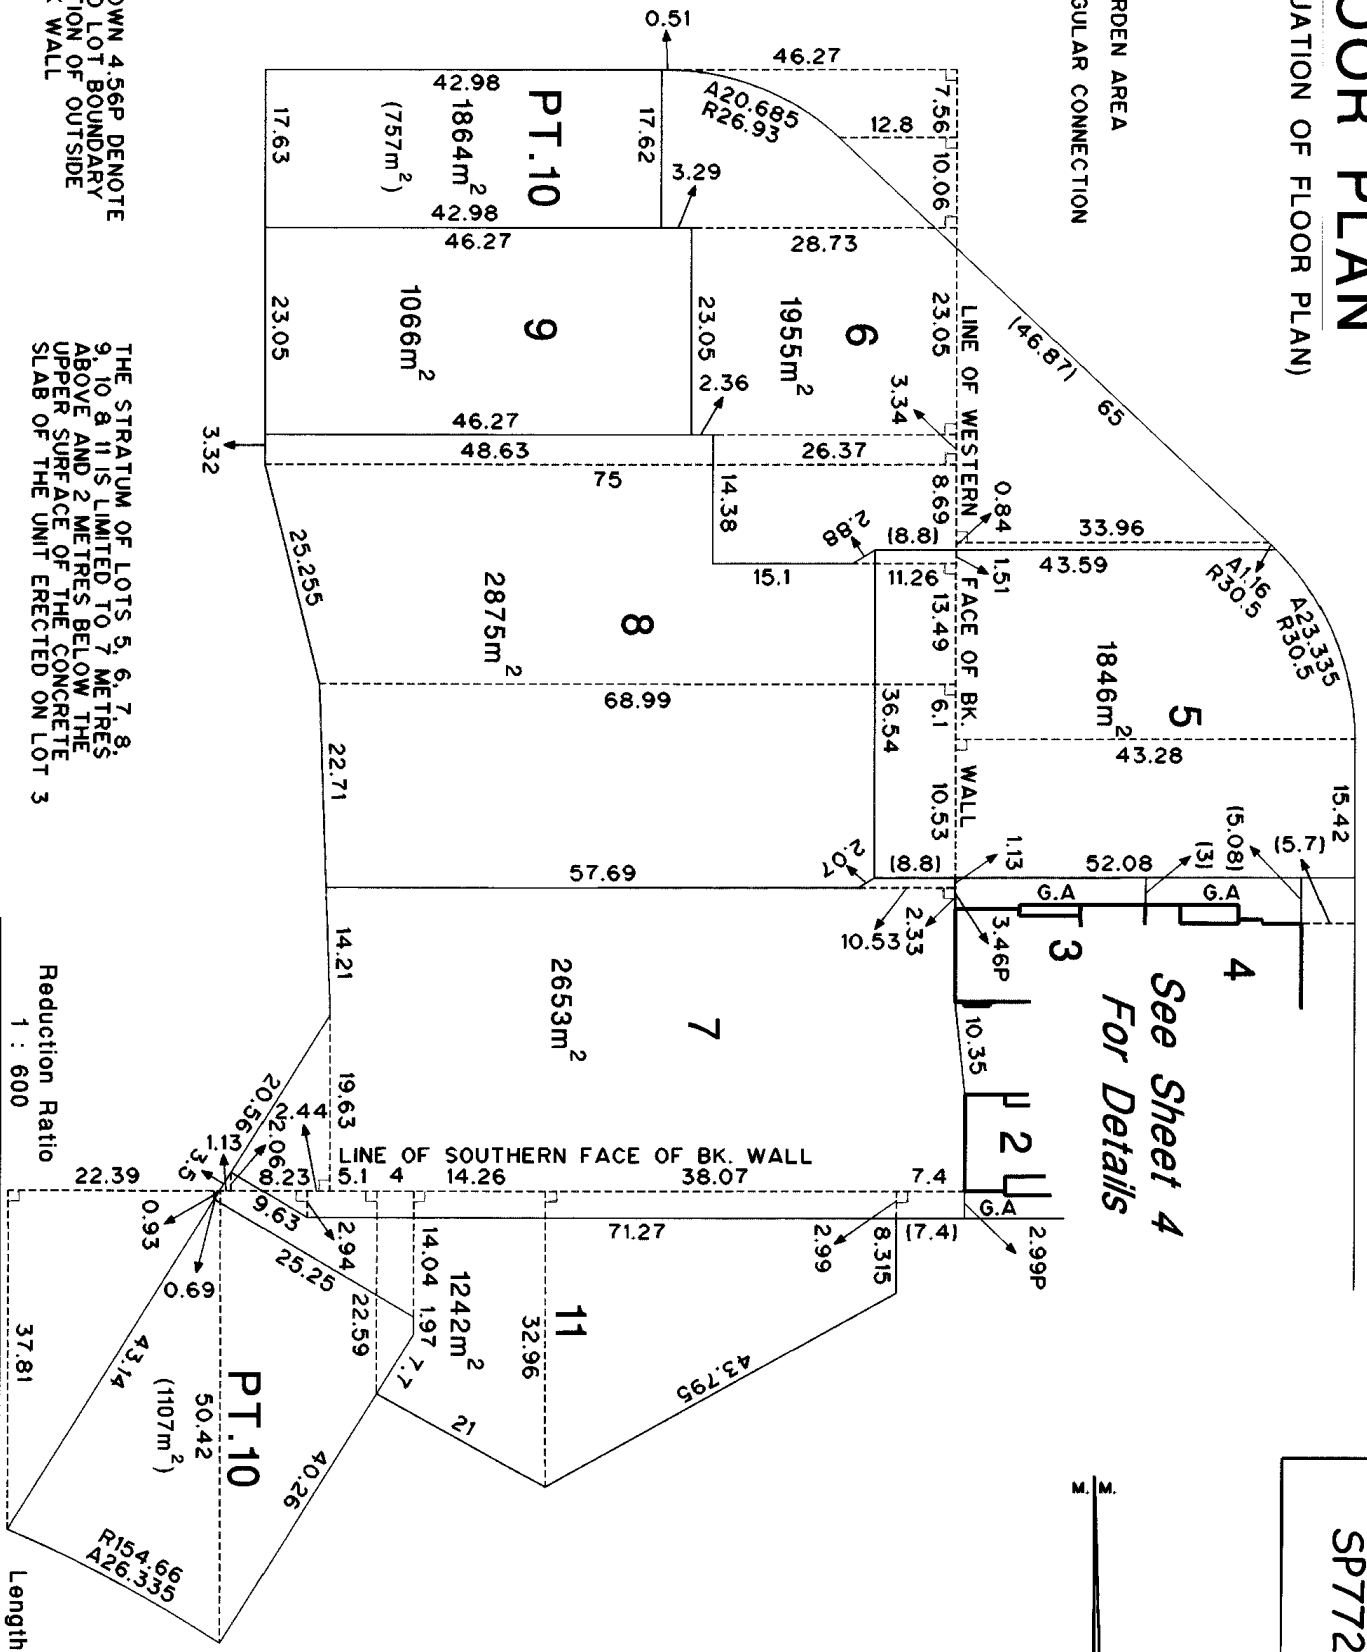 OOR PLAN
UATION OF FLOOR PLAN)
RDEN AREA
GULAR CONNECTION
SP772
M. M.
0.51
46.27
7.56
12.8
10.06
A20.685
R26.93
42.98
1864m²
(757m²)
PT.10
17.63
17.62
3.29
42.98
46.27
28.73
23.05
1066m²
9
23.05
1955m²
6
23.05
LINE OF WESTERN FACE OF BK. WALL
(46.87)
65
46.27
2.36
3.34
3.32
48.63
26.37
75
14.38
8.69
0.84
33.96
2.88
(8.8)
1.51
43.59
A1.16
R30.5
A23.335
R30.5
15.1
11.26
13.49
25.255
2875m²
8
1846m²
5
68.99
36.54
6.1
43.28
22.71
10.53
15.42
2.07
(8.8)
1.13
52.08
(3)
(5.08)
(5.7)
57.69
G.A
G.A
10.53
2.33
3.46P
3
4
See Sheet 4
For Details
14.21
2653m²
7
10.35
2
19.63
20.56
2.44
2.06
1.13
3.5
LINE OF SOUTHERN FACE OF BK. WALL
22.39
8.23
5.1
4
14.26
38.07
7.4
G.A
0.93
9.63
2.94
71.27
2.99
(7.4)
2.99P
0.69
25.25
22.59
14.04
1.97
8.315
1242m²
11
32.96
7.7
43.795
21
37.81
43.14
PT.10
50.42
(1107m²)
40.26
R154.66
A26.335
OWN 4.56P DENOTE
D LOT BOUNDARY
TION OF OUTSIDE
K WALL
THE STRATUM OF LOTS 5, 6, 7, 8,
9, 10 & 11 IS LIMITED TO 7 METRES
ABOVE AND 2 METRES BELOW THE
UPPER SURFACE OF THE CONCRETE
SLAB OF THE UNIT ERECTED ON LOT 3
Reduction Ratio
1 : 600
Length